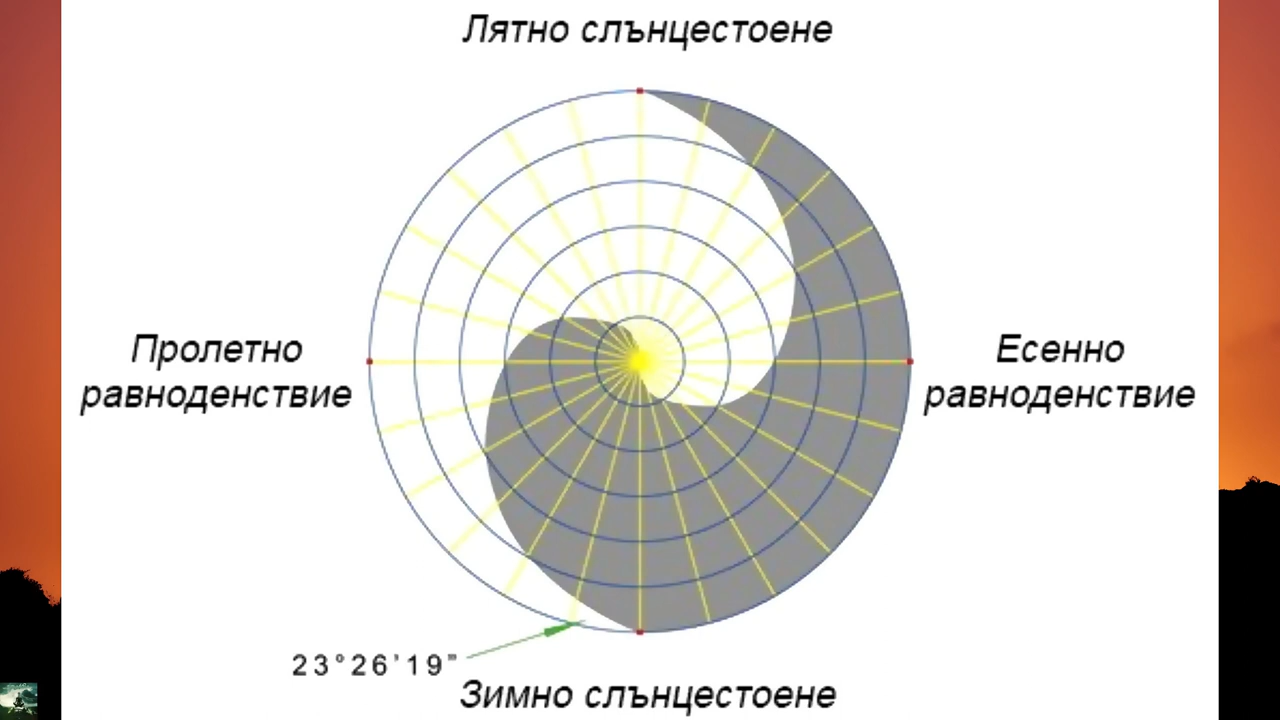 Лятно слънцестоене
Пролетно
равноденствие
Есенно
равноденствие
23°26’19”
Зимно слънцестоене